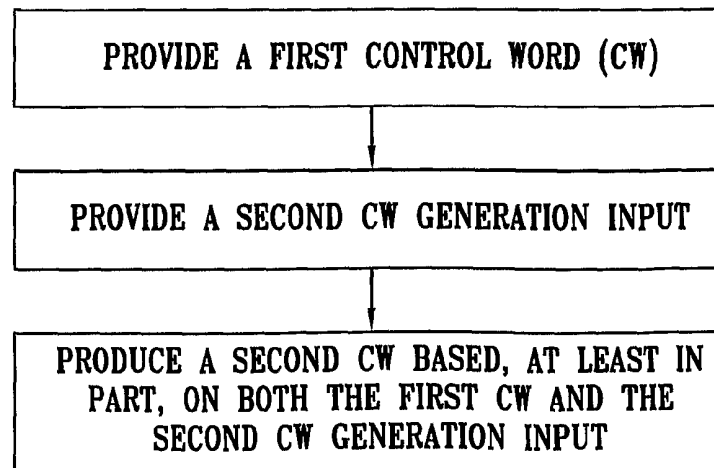 PROVIDE A FIRST CONTROL WORD (CW)
PROVIDE A SECOND CW GENERATION INPUT
PRODUCE A SECOND CW BASED, AT LEAST IN
PART, ON BOTH THE FIRST CW AND THE
SECOND CW GENERATION INPUT